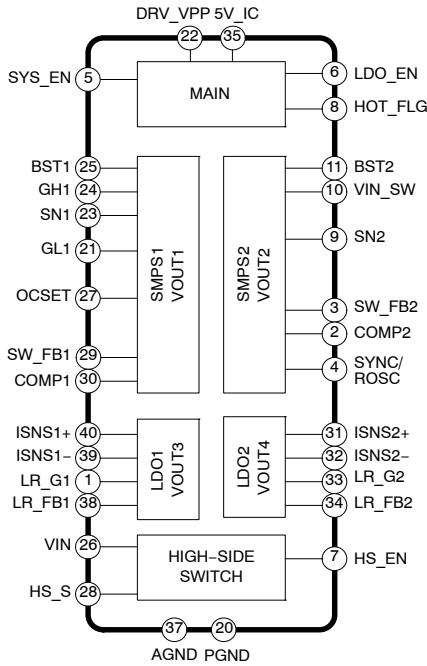 DRV_VPP 5V_IC
22 35
SYS_EN 5
MAIN
6 LDO_EN
8 HOT_FLG
BST1 25
GH1 24
SN1 23
GL1 21
OCSET 27
SW_FB1 29
COMP1 30
SMPS1
VOUT1
SMPS2
VOUT2
11 BST2
10 VIN_SW
9 SN2
3 SW_FB2
2 COMP2
4 SYNC/
ROSC
ISNS1+ 40
ISNS1− 39
LR_G1 1
LR_FB1 38
LDO1
VOUT3
LDO2
VOUT4
31 ISNS2+
32 ISNS2−
33 LR_G2
34 LR_FB2
VIN 26
HS_S 28
HIGH−SIDE
SWITCH
7 HS_EN
37 20
AGND PGND